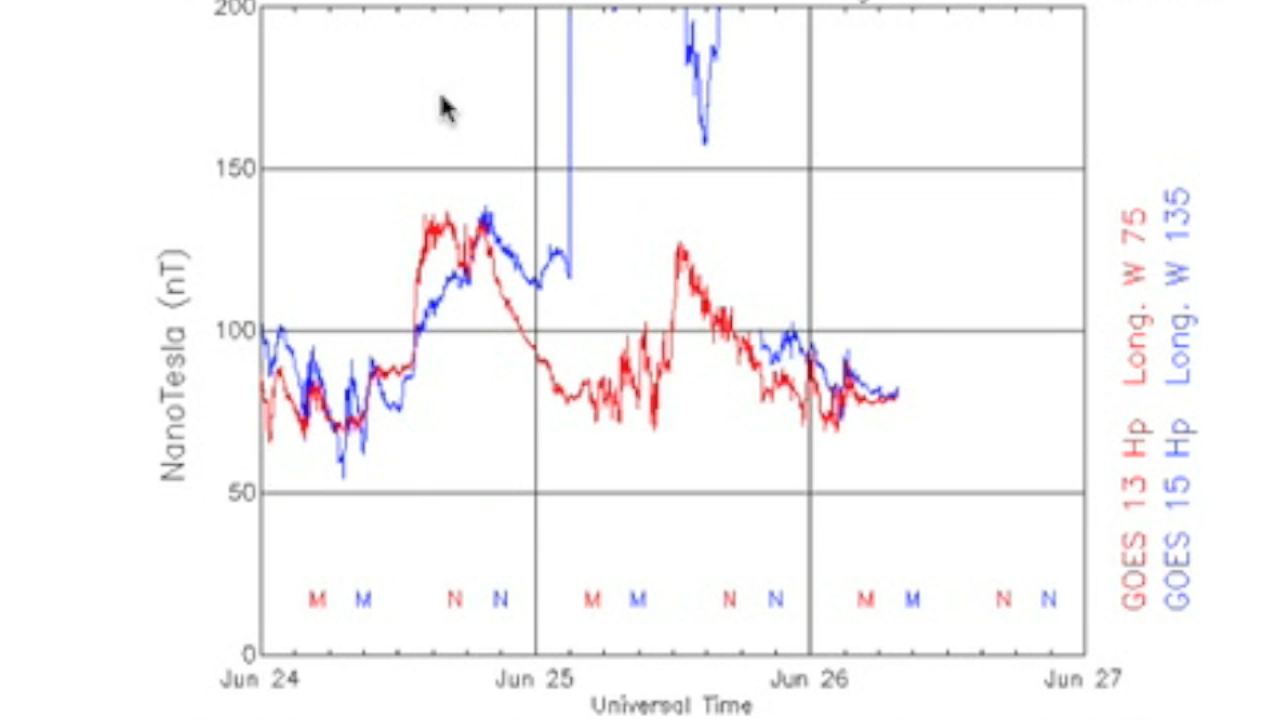 200
150
100
50
0
NanoTesla (nT)
M M N N M M N N M M N N
Jun 24 Jun 25 Jun 26 Jun 27
Universal Time
GOES 13 Hp Long. W 75
GOES 15 Hp Long. W 135